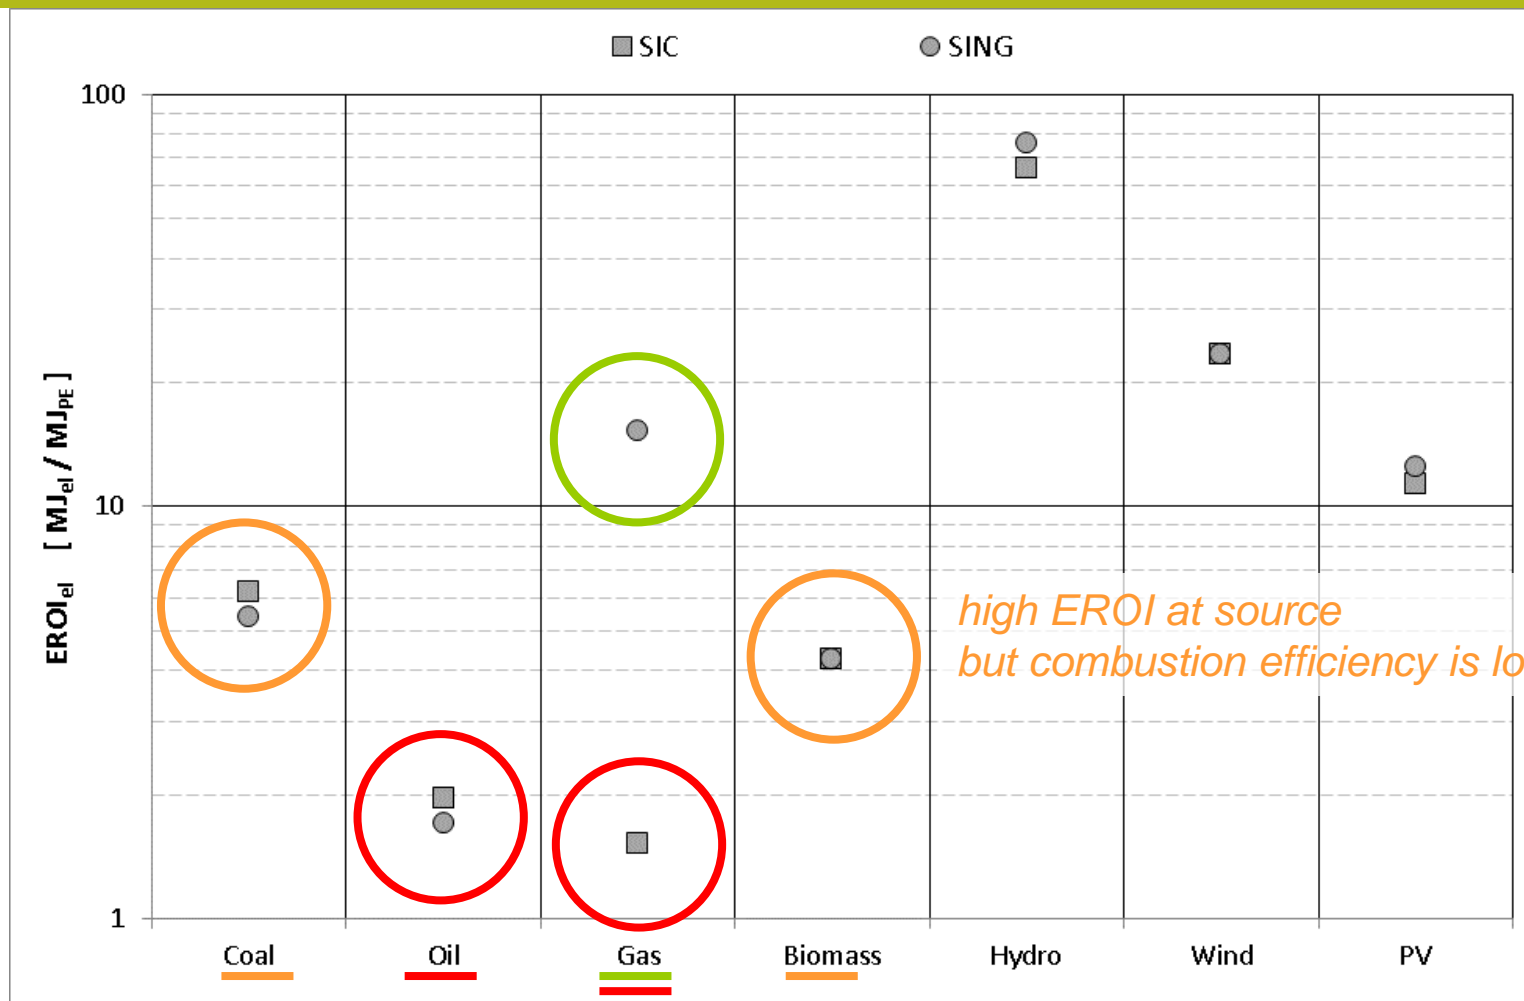 SIC SING
100
10
1
EROIel [ MJel / MJPE ]
high EROI at source
but combustion efficiency is lo
Coal Oil Gas Biomass Hydro Wind PV